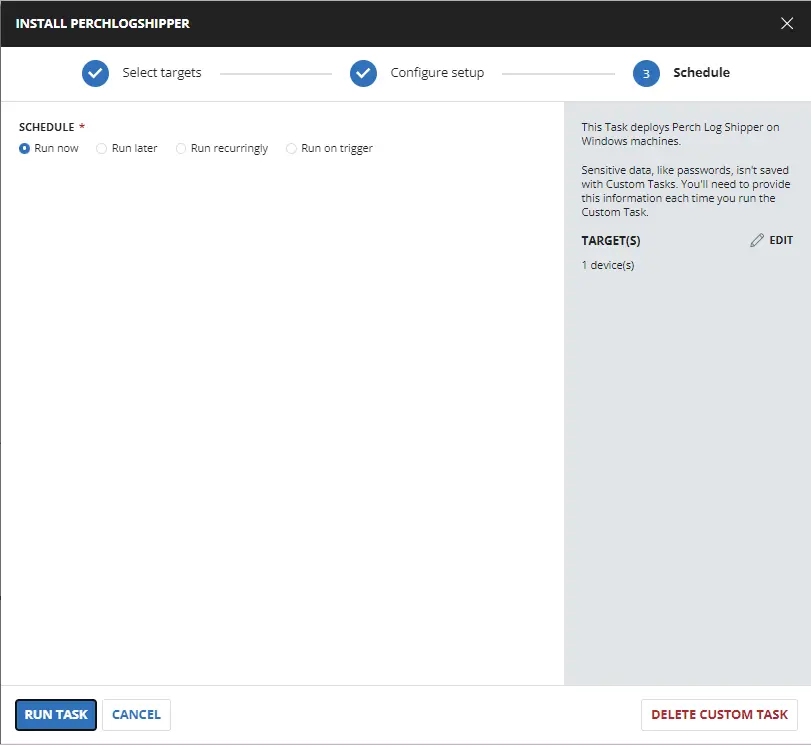 INSTALL PERCHLOGSHIPPER
Select targets
Configure setup
3
Schedule
SCHEDULE *
Run now
Run later
Run recurringly
Run on trigger
This Task deploys Perch Log Shipper on
Windows machines.
Sensitive data, like passwords, isn't saved
with Custom Tasks. You'll need to provide
this information each time you run the
Custom Task.
TARGET(S)
EDIT
1 device(s)
RUN TASK
CANCEL
DELETE CUSTOM TASK